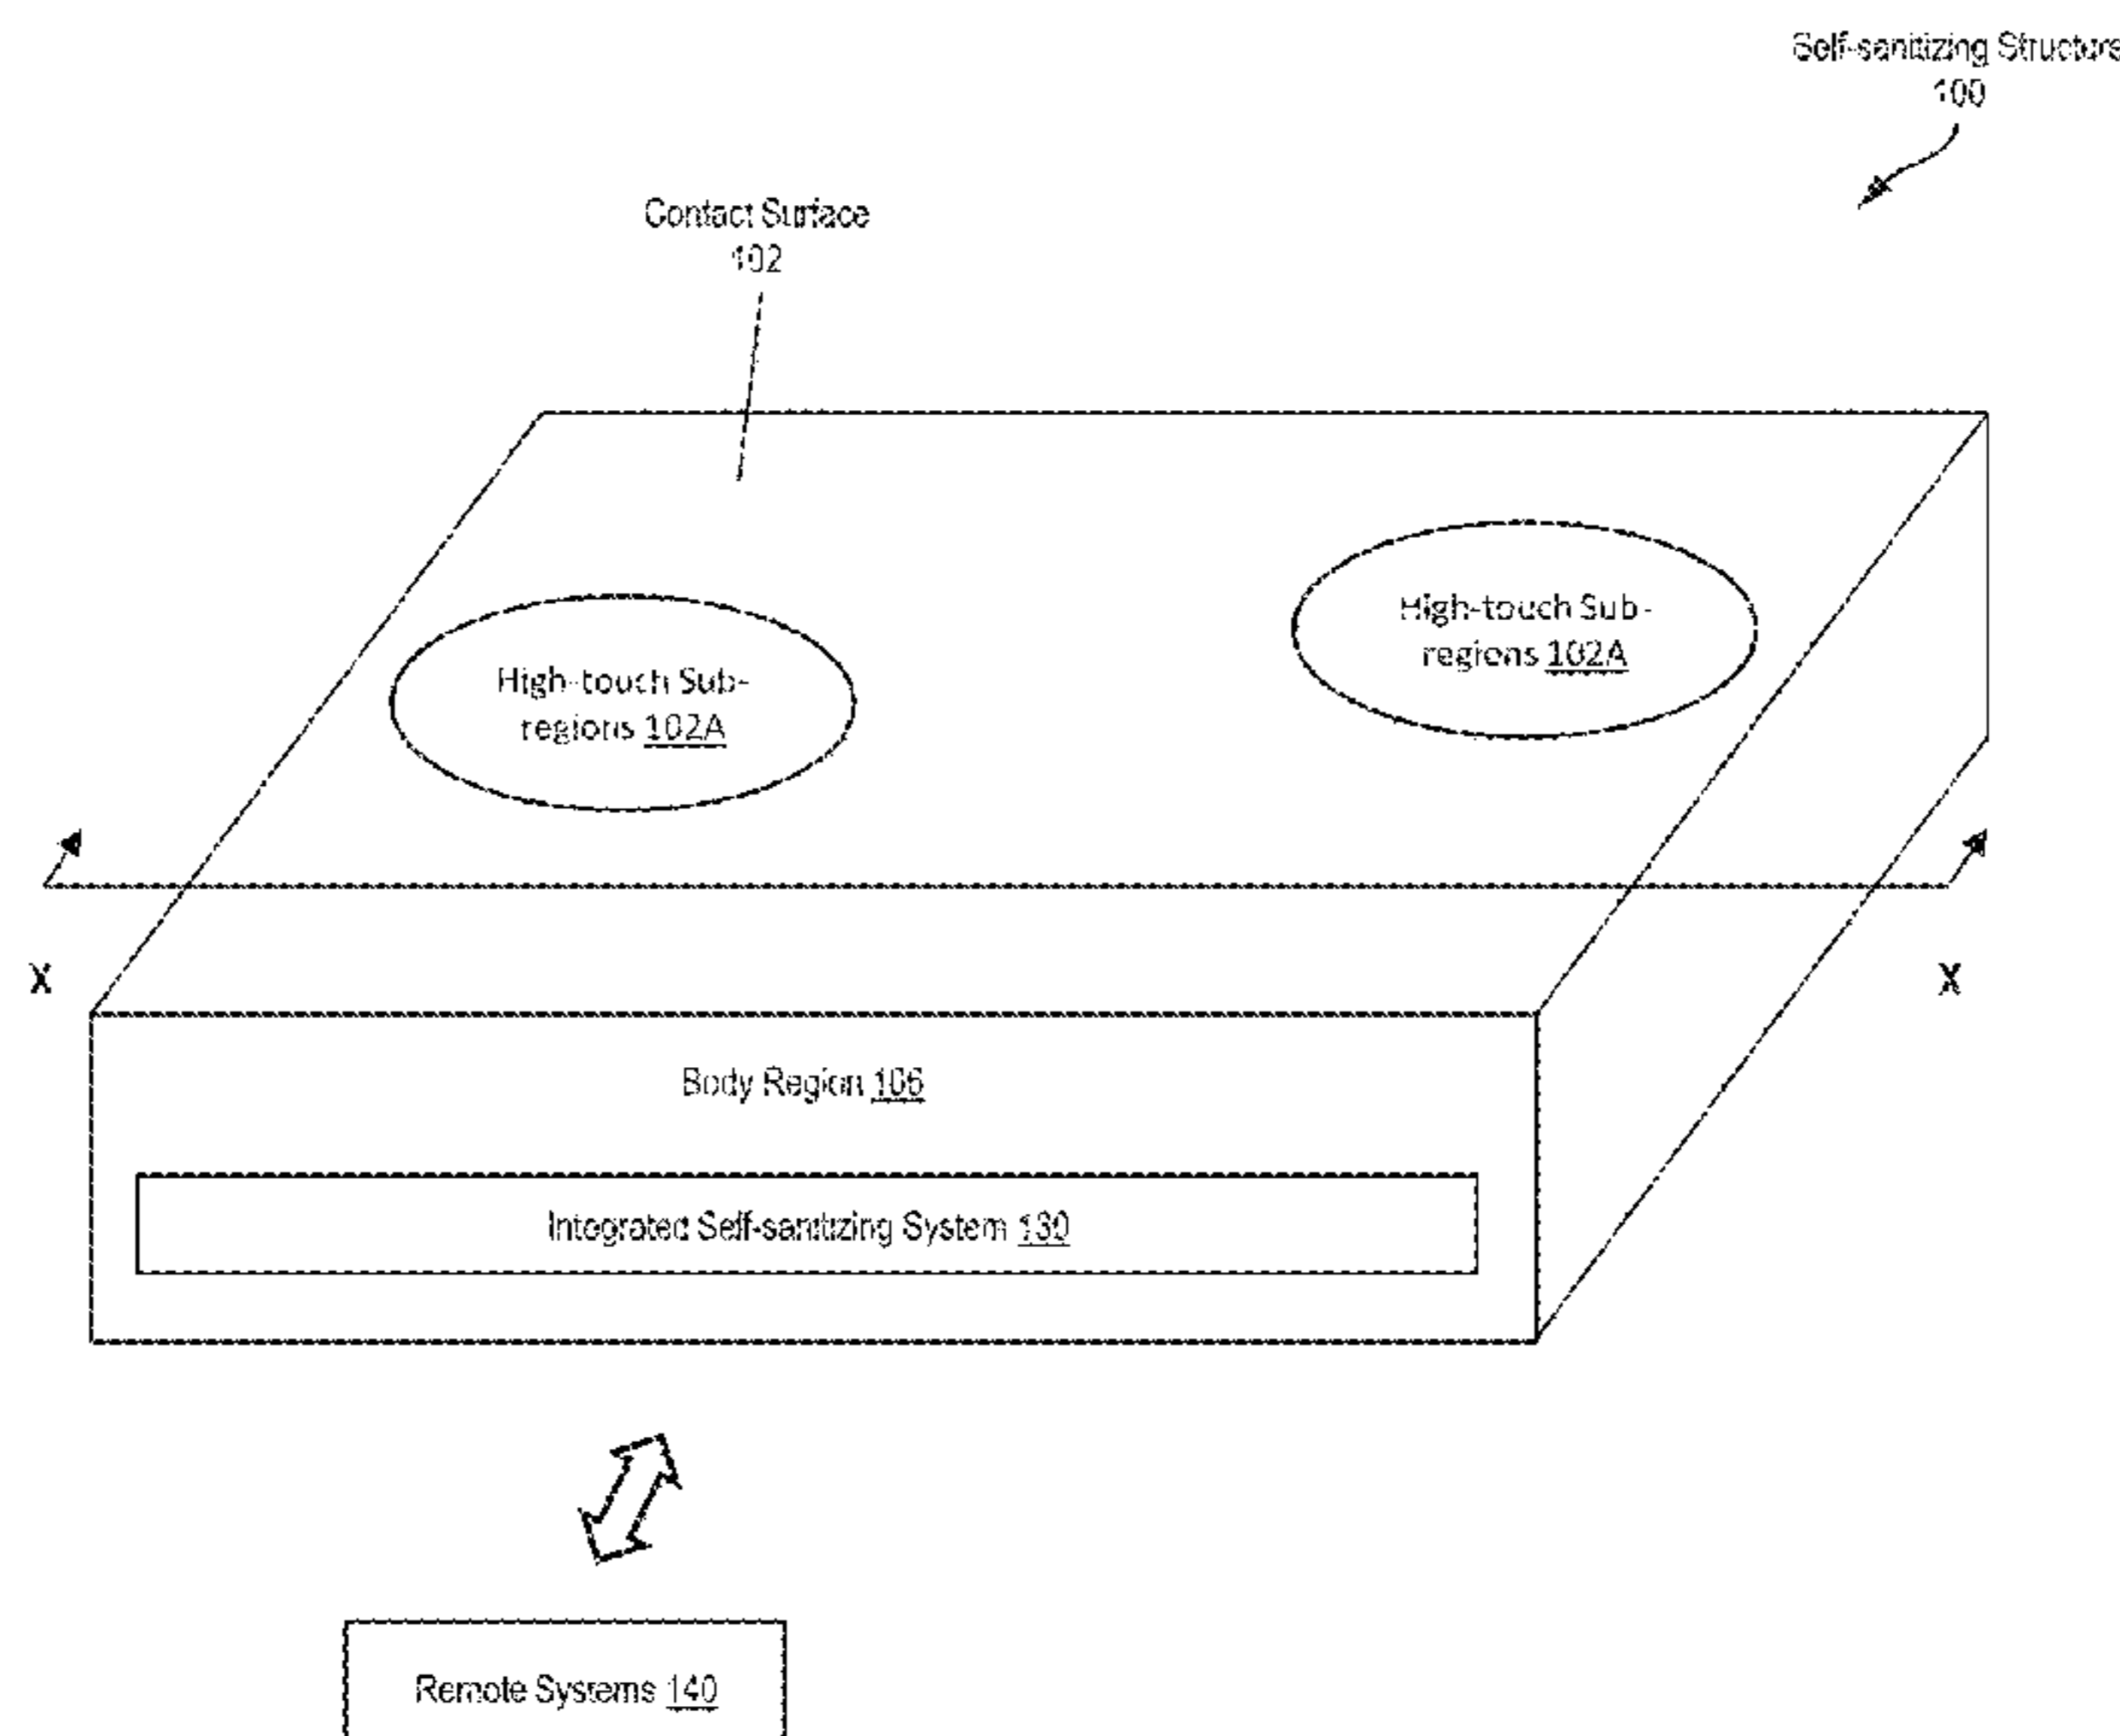 Self-sanitizing Structure
100
Contact Surface
102
High-touch Sub-
regions 102A
High-touch Sub-
regions 102A
X
X
Body Region 106
Integrated Self-sanitizing System 130
Remote Systems 140